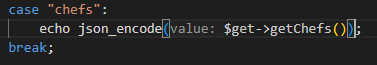 case "chefs":
echo json_encode(value: $get->getChefs());
break;